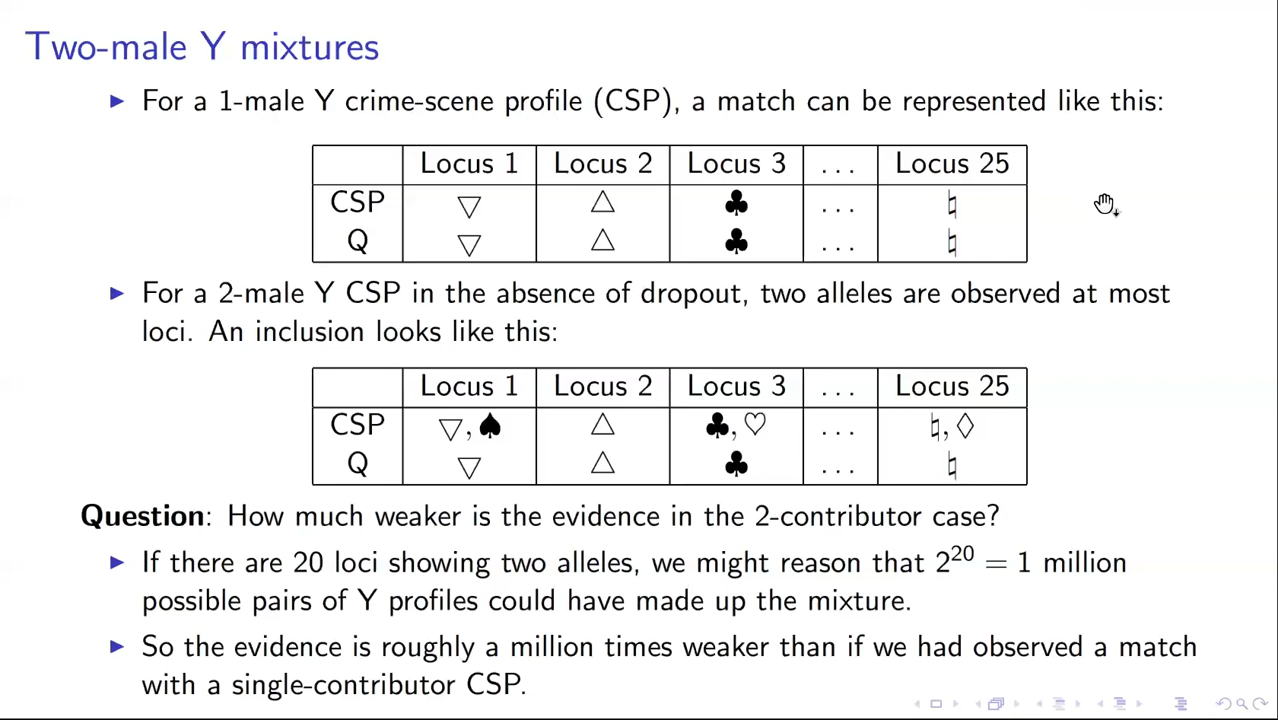 Two-male Y mixtures
▶ For a 1-male Y crime-scene profile (CSP), a match can be represented like this:
Locus 1 Locus 2 Locus 3 ... Locus 25
CSP ▽ △ ♣ ... ♮
Q ▽ △ ♣ ... ♮
▶ For a 2-male Y CSP in the absence of dropout, two alleles are observed at most
loci. An inclusion looks like this:
Locus 1 Locus 2 Locus 3 ... Locus 25
CSP ▽, ♠ △ ♣, ♡ ... ♮, ♢
Q ▽ △ ♣ ... ♮
Question: How much weaker is the evidence in the 2-contributor case?
▶ If there are 20 loci showing two alleles, we might reason that 2²⁰ = 1 million
possible pairs of Y profiles could have made up the mixture.
▶ So the evidence is roughly a million times weaker than if we had observed a match
with a single-contributor CSP.